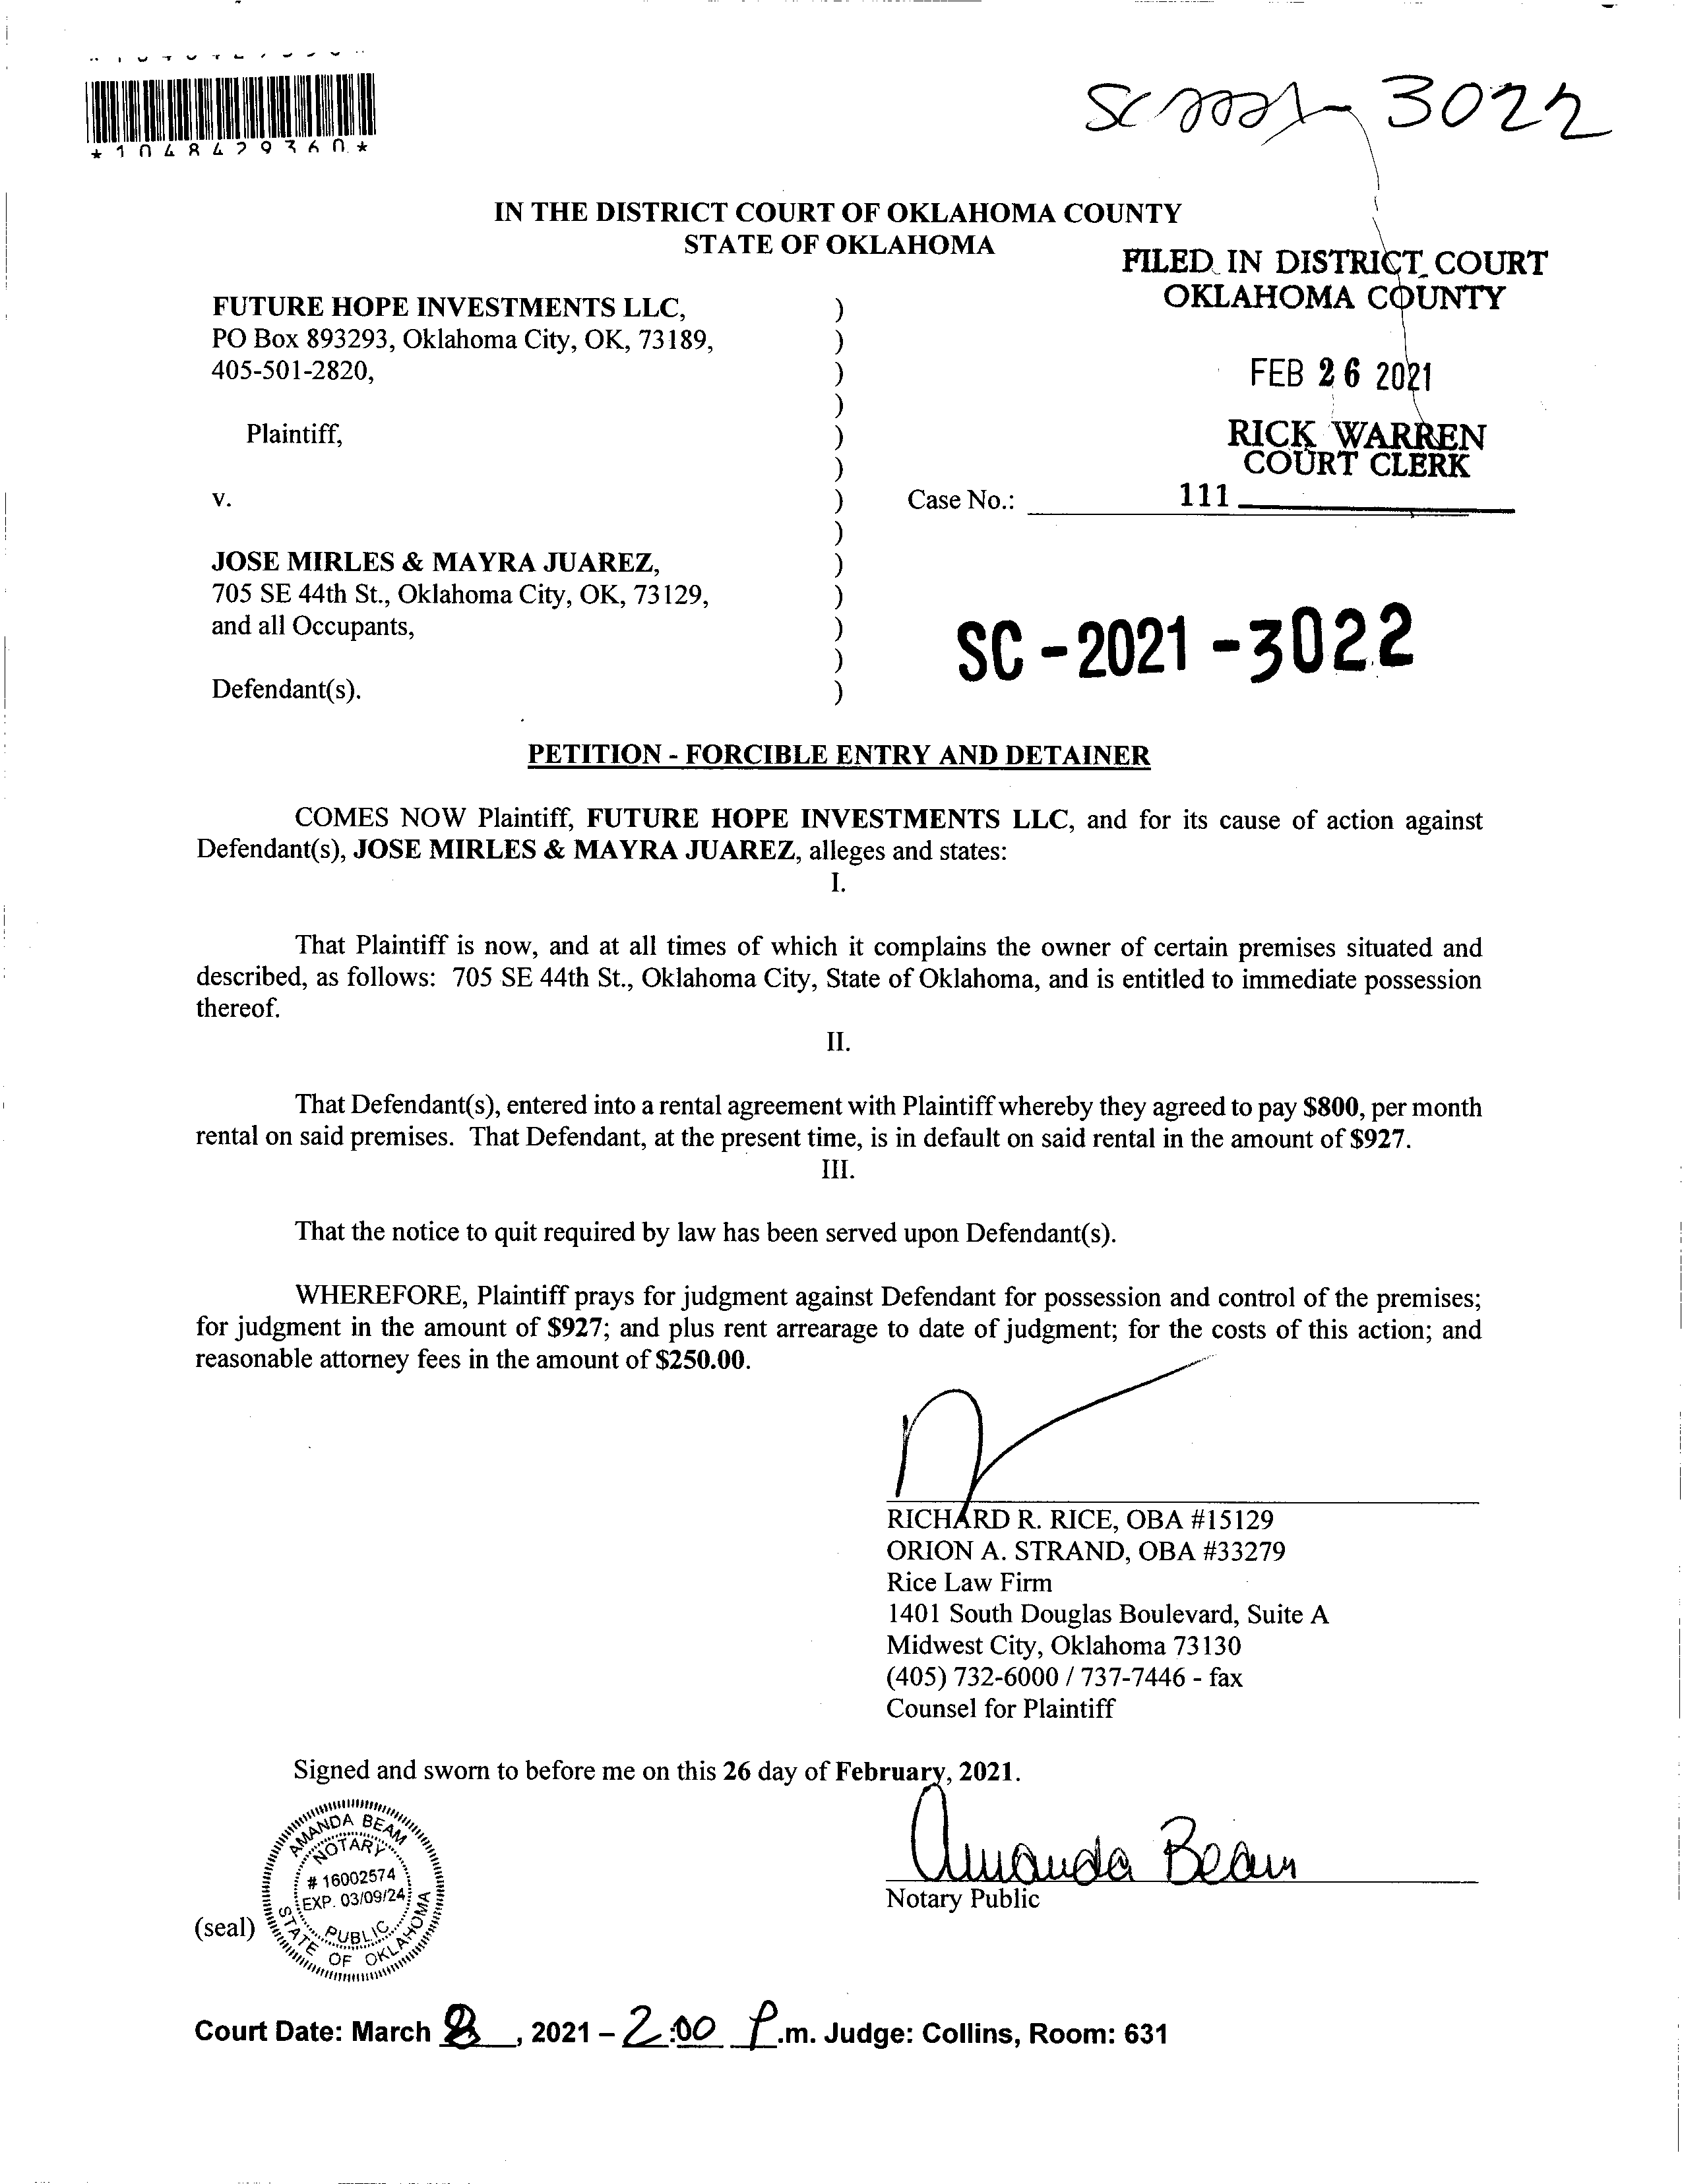 *1048429360*
SC 2021-3022
IN THE DISTRICT COURT OF OKLAHOMA COUNTY
STATE OF OKLAHOMA
FILED IN DISTRICT COURT
OKLAHOMA COUNTY
FUTURE HOPE INVESTMENTS LLC,
PO Box 893293, Oklahoma City, OK, 73189,
405-501-2820,
FEB 26 2021
Plaintiff,
RICK WARREN
COURT CLERK
v.
Case No.:
111
JOSE MIRLES & MAYRA JUAREZ,
705 SE 44th St., Oklahoma City, OK, 73129,
and all Occupants,
SC - 2021 - 3022
Defendant(s).
)
)
)
)
)
)
)
)
)
)
)
)
)
PETITION - FORCIBLE ENTRY AND DETAINER
COMES NOW Plaintiff, FUTURE HOPE INVESTMENTS LLC, and for its cause of action against
Defendant(s), JOSE MIRLES & MAYRA JUAREZ, alleges and states:
I.
That Plaintiff is now, and at all times of which it complains the owner of certain premises situated and
described, as follows: 705 SE 44th St., Oklahoma City, State of Oklahoma, and is entitled to immediate possession
thereof.
II.
That Defendant(s), entered into a rental agreement with Plaintiff whereby they agreed to pay $800, per month
rental on said premises. That Defendant, at the present time, is in default on said rental in the amount of $927.
III.
That the notice to quit required by law has been served upon Defendant(s).
WHEREFORE, Plaintiff prays for judgment against Defendant for possession and control of the premises;
for judgment in the amount of $927; and plus rent arrearage to date of judgment; for the costs of this action; and
reasonable attorney fees in the amount of $250.00.
RICHARD R. RICE, OBA #15129
ORION A. STRAND, OBA #33279
Rice Law Firm
1401 South Douglas Boulevard, Suite A
Midwest City, Oklahoma 73130
(405) 732-6000 / 737-7446 - fax
Counsel for Plaintiff
Signed and sworn to before me on this 26 day of February, 2021.
Amanda Beam
Notary Public
(seal)
AMANDA BEAM
NOTARY
# 16002574
EXP. 03/09/24
PUBLIC
STATE OF OKLAHOMA
Court Date: March 8, 2021 – 2:00 P.m. Judge: Collins, Room: 631